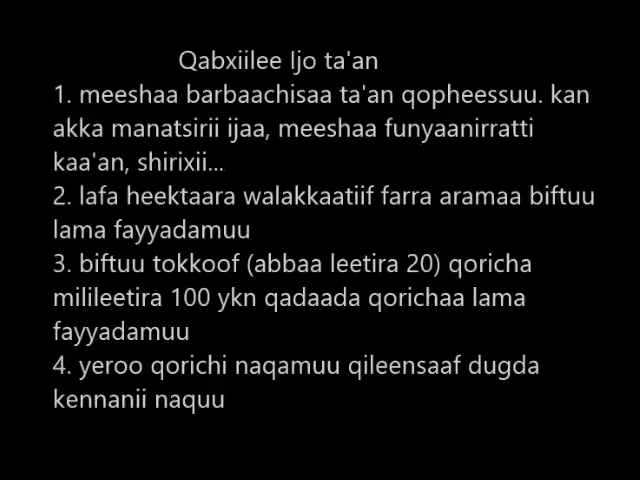 Qabxiilee Ijo ta'an
1. meeshaa barbaachisaa ta'an qopheessuu. kan
akka manatsirii ijaa, meeshaa funyaanirratti
kaa'an, shirixii...
2. lafa heektaara walakkaatiif farra aramaa biftuu
lama fayyadamuu
3. biftuu tokkoof (abbaa leetira 20) qoricha
milileetira 100 ykn qadaada qorichaa lama
fayyadamuu
4. yeroo qorichi naqamuu qileensaaf dugda
kennanii naquu